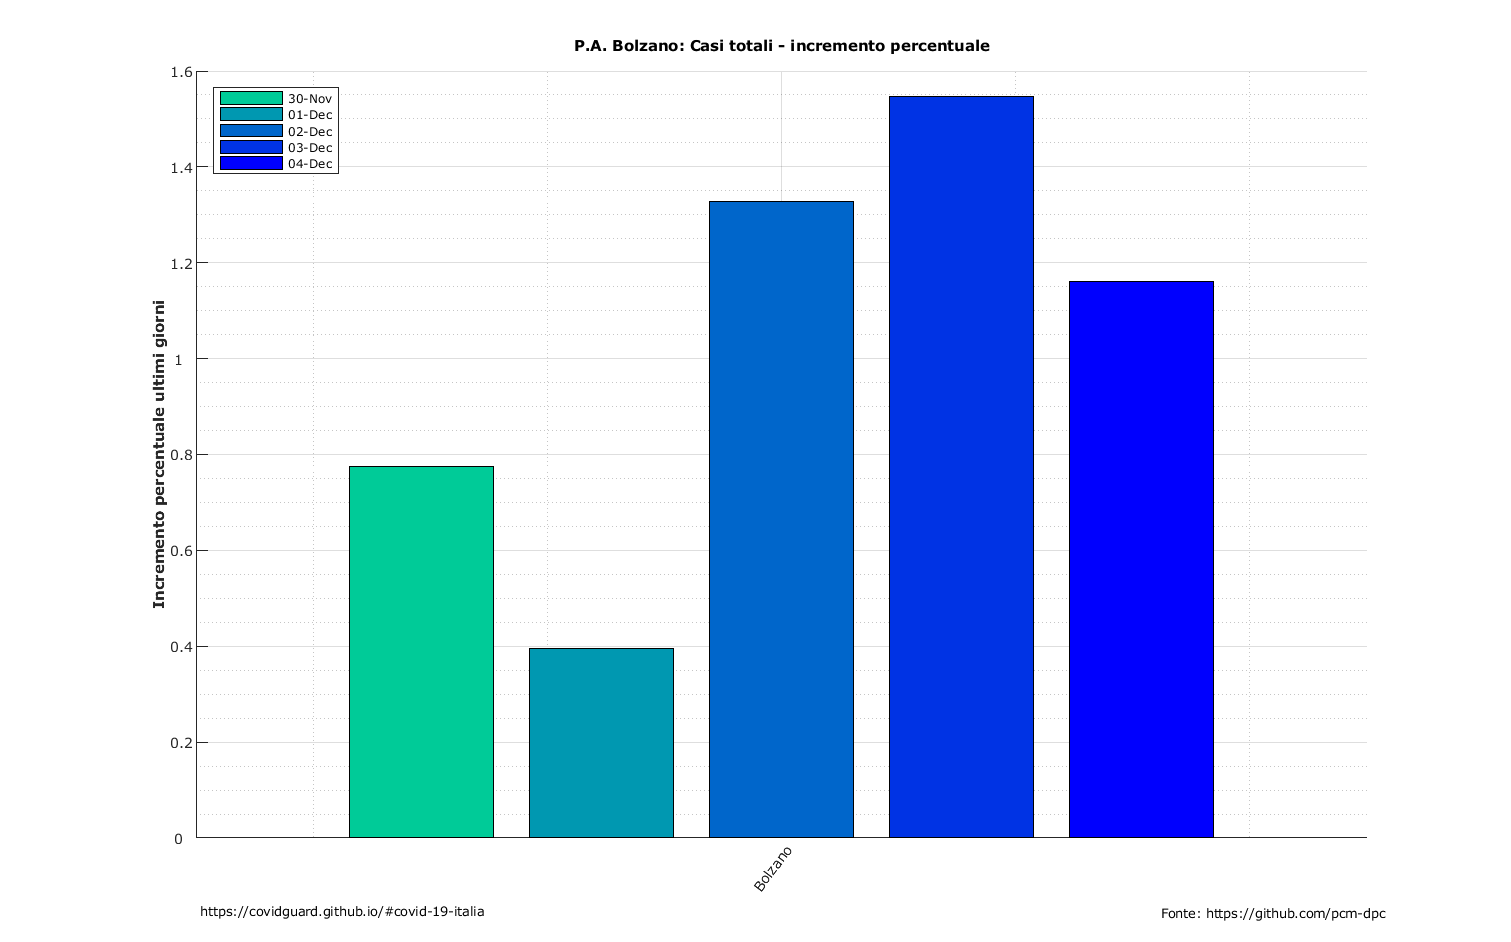 P.A. Bolzano: Casi totali - incremento percentuale
1.6
1.4
1.2
1
0.8
0.6
0.4
0.2
0
Incremento percentuale ultimi giorni
30-Nov
01-Dec
02-Dec
03-Dec
04-Dec
Bolzano
https://covidguard.github.io/#covid-19-italia
Fonte: https://github.com/pcm-dpc